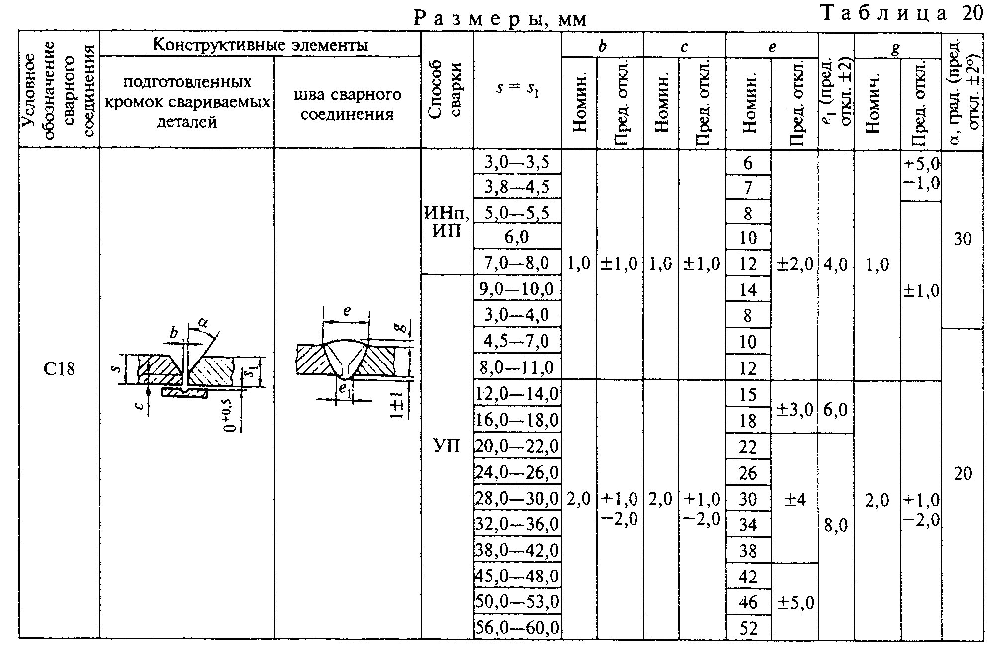 Таблица 20
Размеры, мм
Условное обозначение сварного соединения
Конструктивные элементы
подготовленных кромок свариваемых деталей
шва сварного соединения
Способ сварки
s = s1
b
c
e
e1 (пред. откл. ±2)
g
α, град. (пред. откл. ±2°)
Номин.
Пред. откл.
Номин.
Пред. откл.
Номин.
Пред. откл.
Номич.
Пред. откл.
С18
b
α
s
s1
c
0+0,5
e
g
e1
1±1
ИНп, ИП
УП
3,0—3,5
3,8—4,5
5,0—5,5
6,0
7,0—8,0
9,0—10,0
3,0—4,0
4,5—7,0
8,0—11,0
12,0—14,0
16,0—18,0
20,0—22,0
24,0—26,0
28,0—30,0
32,0—36,0
38,0—42,0
45,0—48,0
50,0—53,0
56,0—60,0
1,0
2,0
±1,0
+1,0
−2,0
1,0
2,0
±1,0
+1,0
−2,0
6
7
8
10
12
14
8
10
12
15
18
22
26
30
34
38
42
46
52
±2,0
±3,0
±4
±5,0
4,0
6,0
8,0
1,0
2,0
+5,0
−1,0
±1,0
+1,0
−2,0
30
20